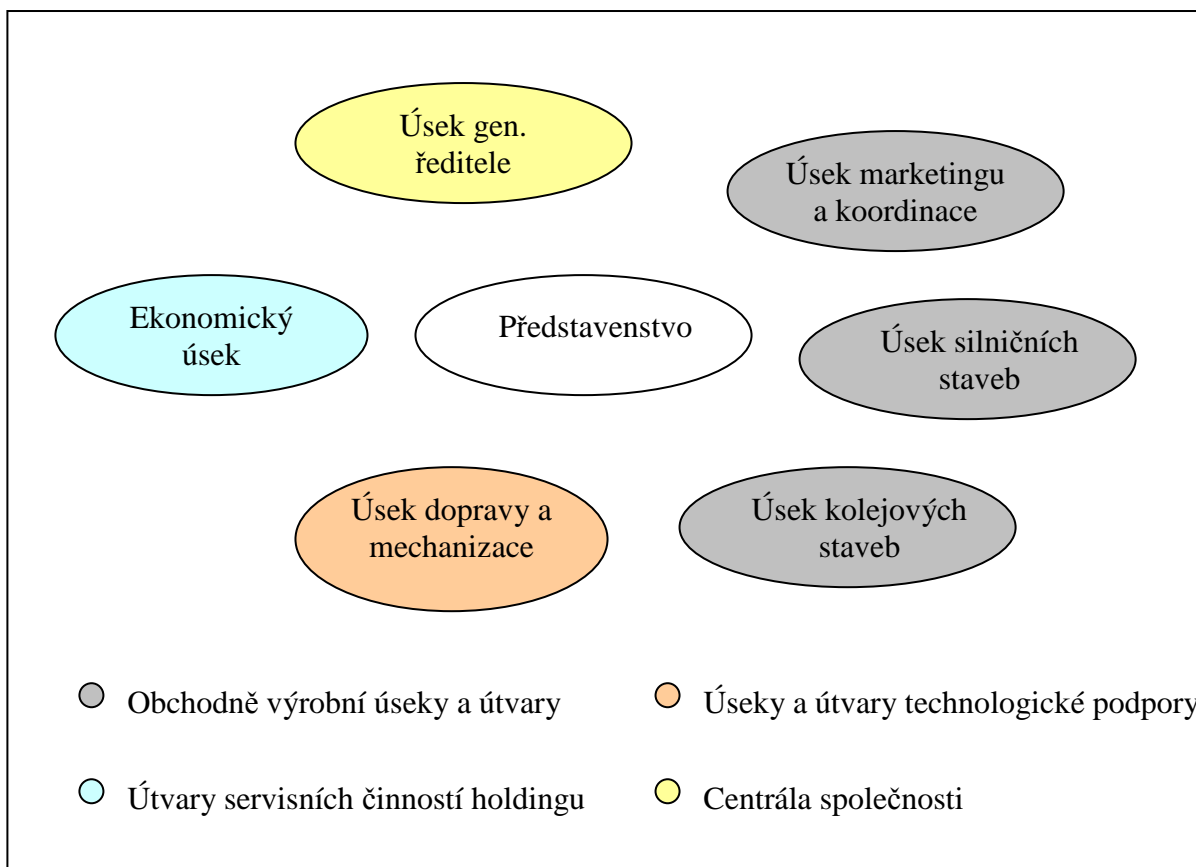 Úsek gen.
ředitele
Úsek marketingu
a koordinace
Ekonomický
úsek
Představenstvo
Úsek silničních
staveb
Úsek dopravy a
mechanizace
Úsek kolejových
staveb
Obchodně výrobní úseky a útvary
Úseky a útvary technologické podpory
Útvary servisních činností holdingu
Centrála společnosti